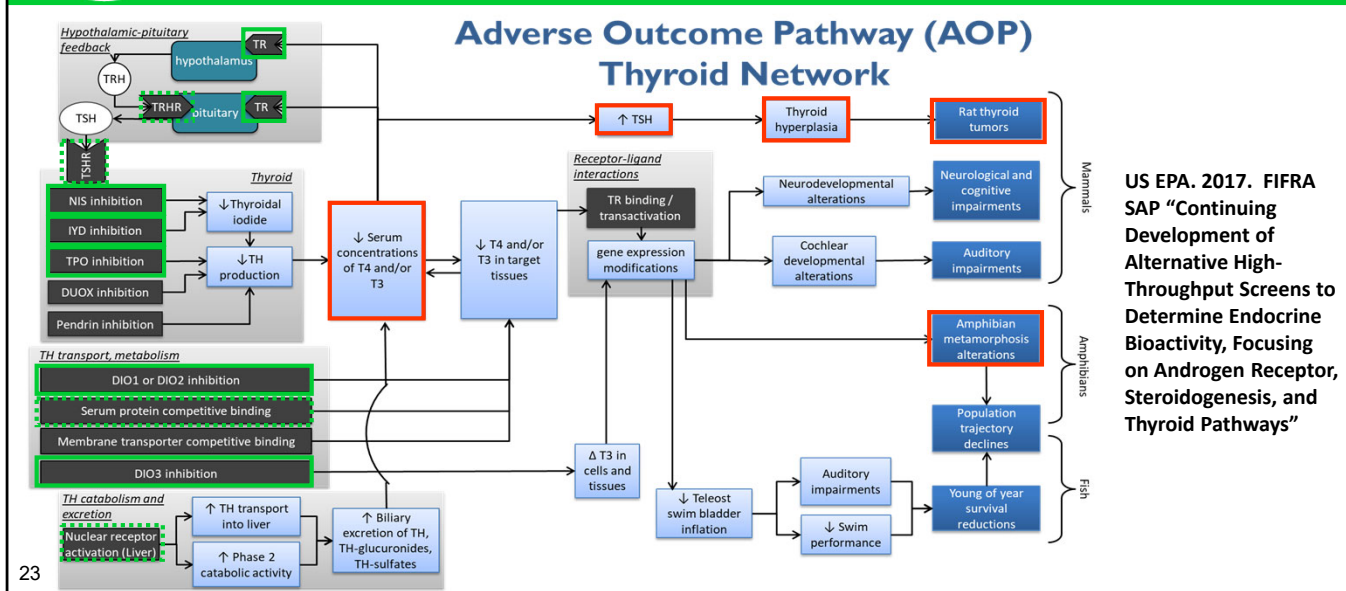 Adverse Outcome Pathway (AOP)
Thyroid Network
Hypothalamic-pituitary
feedback
TR
hypothalamus
TRH
TRHR
pituitary
TR
TSH
TSHR
↑ TSH
Thyroid
hyperplasia
Rat thyroid
tumors
Thyroid
NIS inhibition
IYD inhibition
TPO inhibition
DUOX inhibition
Pendrin inhibition
↓Thyroidal
iodide
↓TH
production
↓ Serum
concentrations
of T4 and/or
T3
↓ T4 and/or
T3 in target
tissues
Receptor-ligand
interactions
TR binding /
transactivation
gene expression
modifications
Neurodevelopmental
alterations
Neurological and
cognitive
impairments
Cochlear
developmental
alterations
Auditory
impairments
Mammals
Amphibian
metamorphosis
alterations
Amphibians
Population
trajectory
declines
Fish
TH transport, metabolism
DIO1 or DIO2 inhibition
Serum protein competitive binding
Membrane transporter competitive binding
DIO3 inhibition
Δ T3 in
cells and
tissues
↓ Teleost
swim bladder
inflation
Auditory
impairments
↓ Swim
performance
Young of year
survival
reductions
TH catabolism and
excretion
Nuclear receptor
activation (Liver)
↑ TH transport
into liver
↑ Phase 2
catabolic activity
↑ Biliary
excretion of TH,
TH-glucuronides,
TH-sulfates
US EPA. 2017. FIFRA
SAP “Continuing
Development of
Alternative High-
Throughput Screens to
Determine Endocrine
Bioactivity, Focusing
on Androgen Receptor,
Steroidogenesis, and
Thyroid Pathways”
23